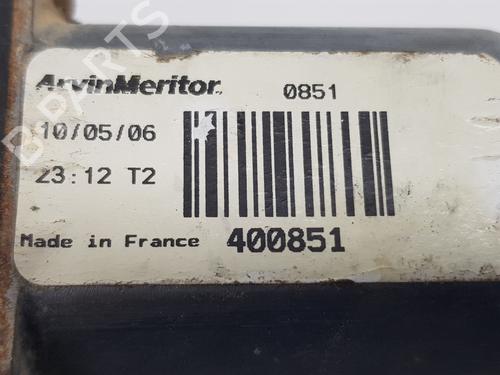 ArvinMeritor 0851
10/05/06
23:12 T2
Made in France 400851
B PARTS